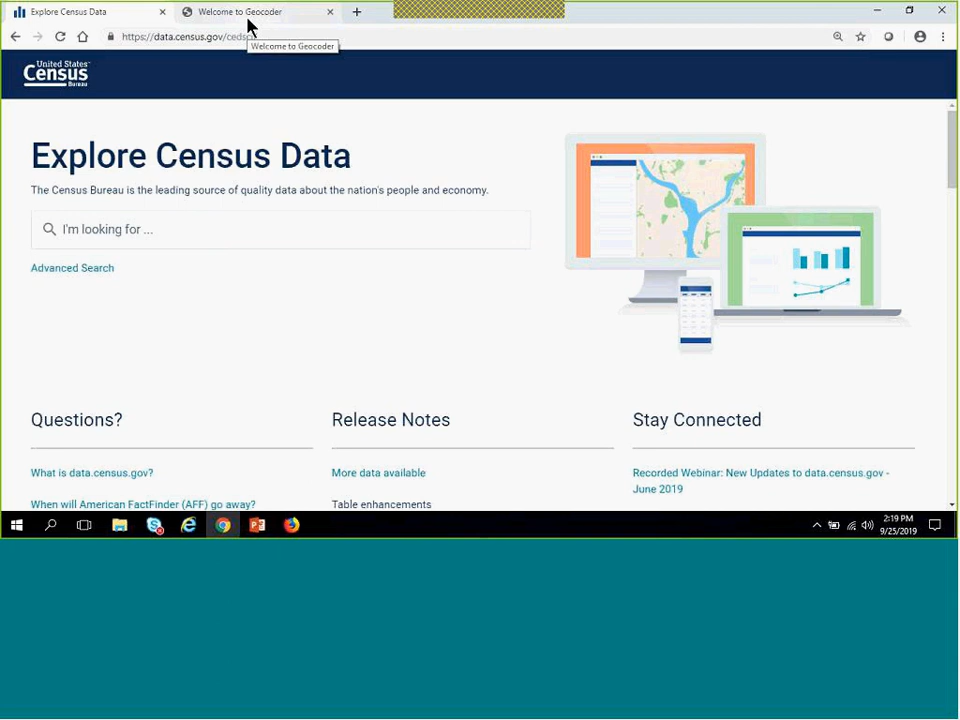 Explore Census Data
Welcome to Geocoder
https://data.census.gov/ceds
Welcome to Geocoder
United States
Census
Bureau
Explore Census Data
The Census Bureau is the leading source of quality data about the nation's people and economy.
I'm looking for ...
Advanced Search
Questions?
What is data.census.gov?
When will American FactFinder (AFF) go away?
Release Notes
More data available
Table enhancements
Stay Connected
Recorded Webinar: New Updates to data.census.gov -
June 2019
2:19 PM
9/25/2019